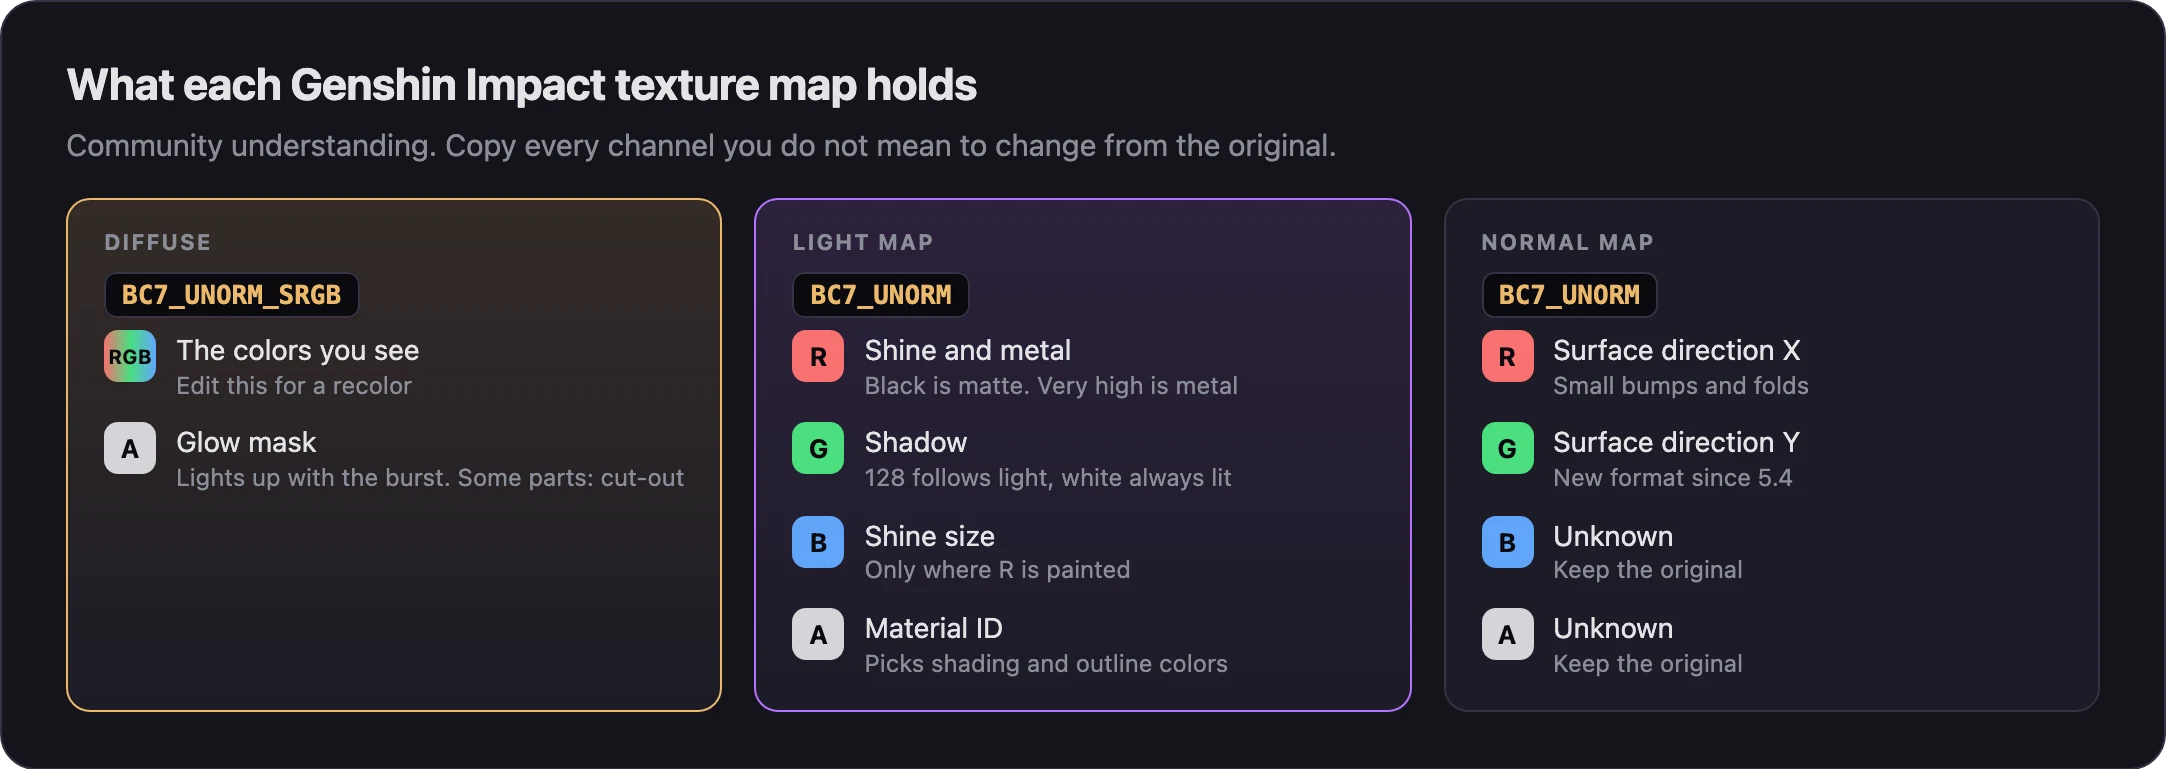 What each Genshin Impact texture map holds
Community understanding. Copy every channel you do not mean to change from the original.
DIFFUSE
BC7_UNORM_SRGB
RGB
The colors you see
Edit this for a recolor
A
Glow mask
Lights up with the burst. Some parts: cut-out
LIGHT MAP
BC7_UNORM
R
Shine and metal
Black is matte. Very high is metal
G
Shadow
128 follows light, white always lit
B
Shine size
Only where R is painted
A
Material ID
Picks shading and outline colors
NORMAL MAP
BC7_UNORM
R
Surface direction X
Small bumps and folds
G
Surface direction Y
New format since 5.4
B
Unknown
Keep the original
A
Unknown
Keep the original